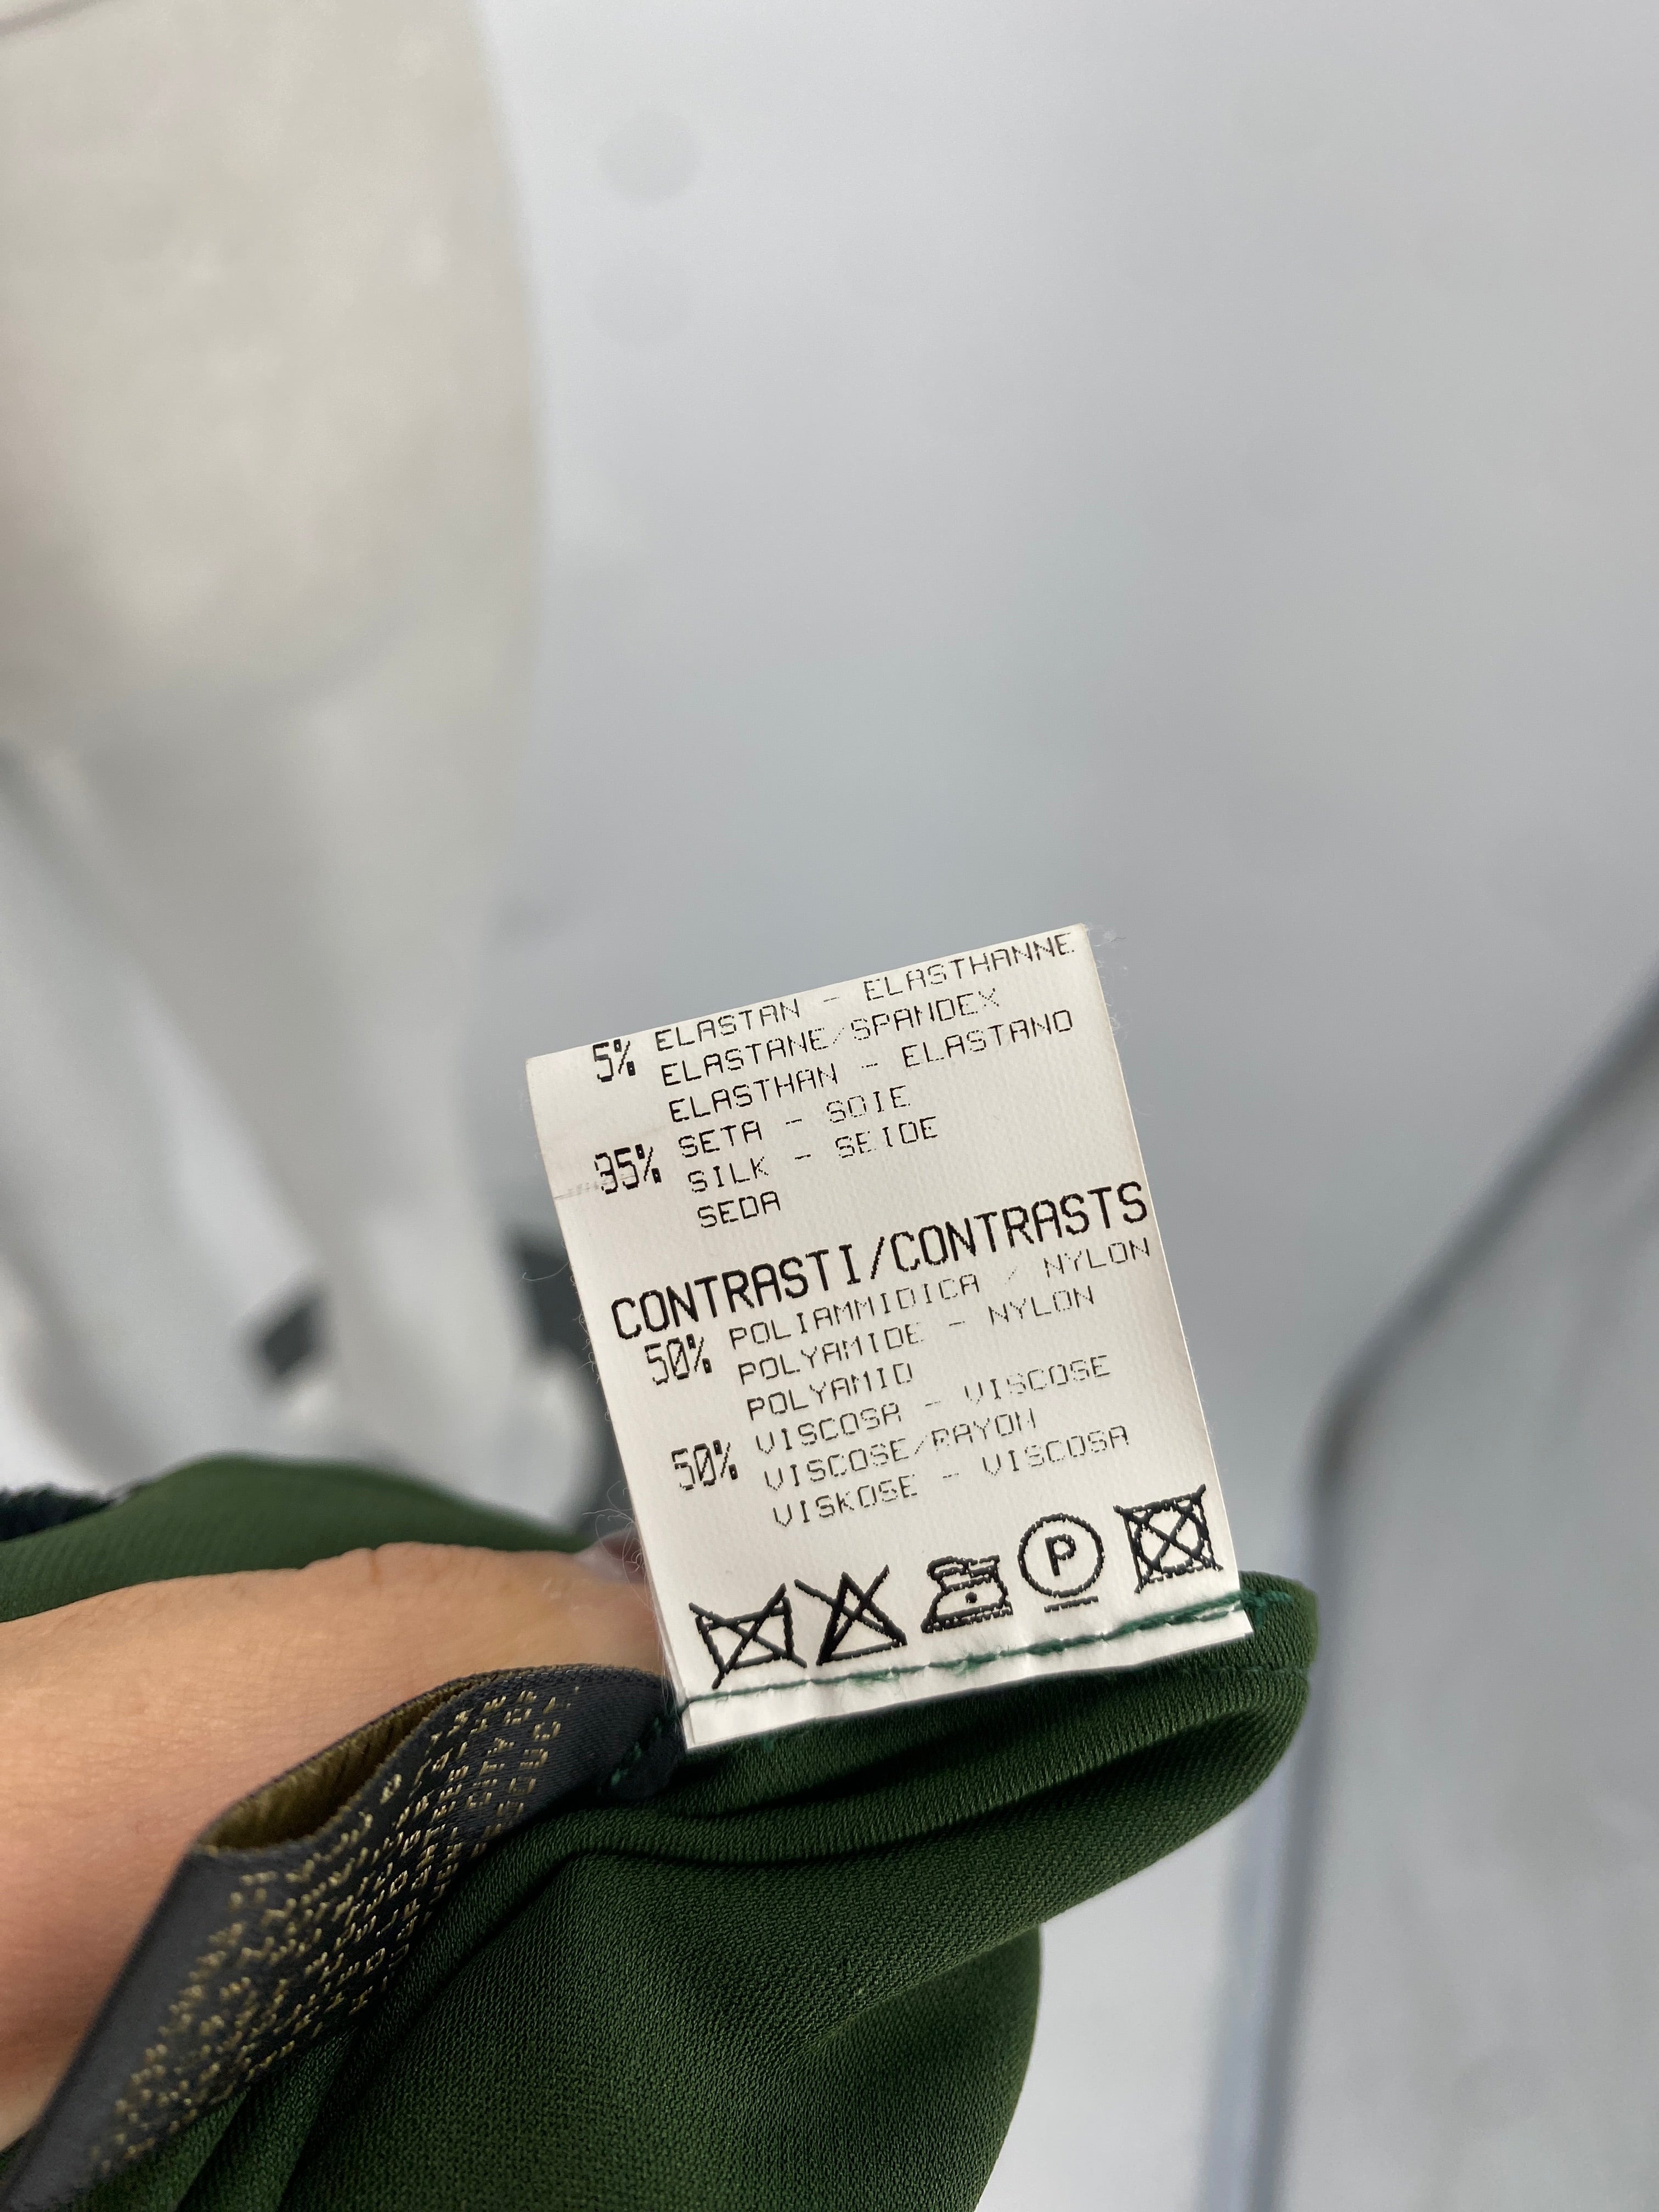 5% ELASTAN - ELASTHANNE
ELASTANE/SPANDEX
ELASTHAN - ELASTANO
95% SETA - SOIE
SILK - SEIDE
SEDA
CONTRASTI/CONTRASTS
50% POLIAMMIDICA / NYLON
POLYAMIDE - NYLON
POLYAMID
50% VISCOSA - VISCOSE
VISCOSE/RAYON
VISKOSE - VISCOSA
P